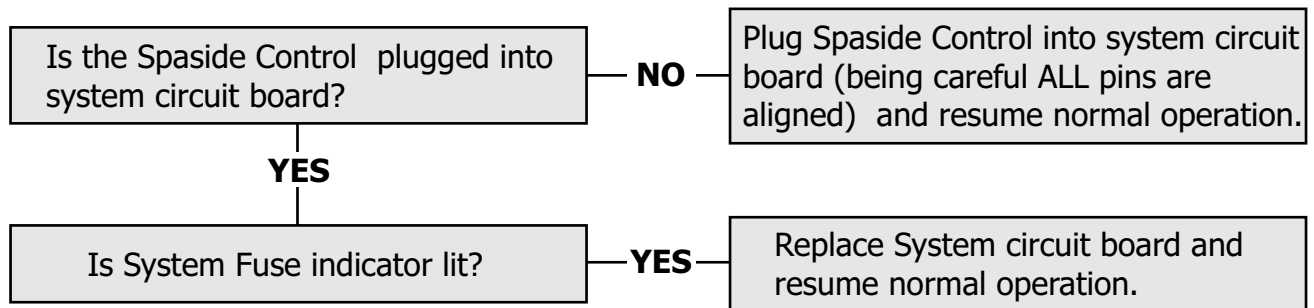 Is the Spaside Control plugged into
system circuit board?
NO
Plug Spaside Control into system circuit
board (being careful ALL pins are
aligned) and resume normal operation.
YES
Is System Fuse indicator lit?
YES
Replace System circuit board and
resume normal operation.